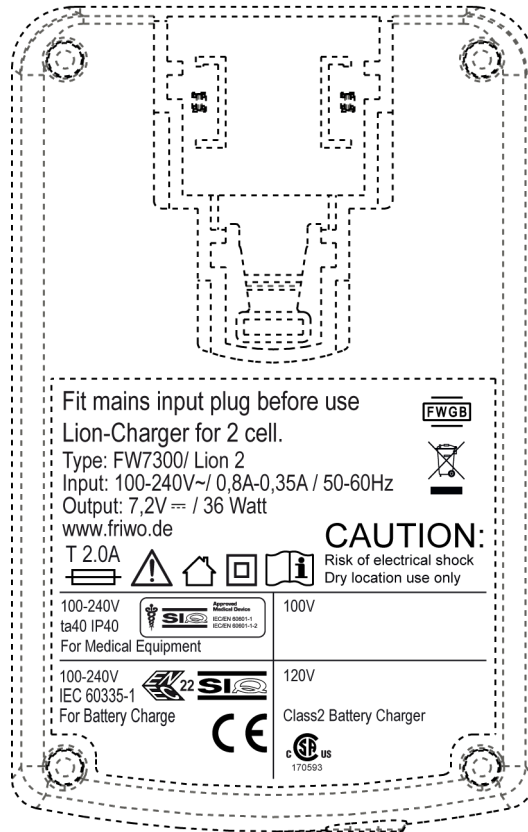 Fit mains input plug before use
FWGB
Lion-Charger for 2 cell.
Type: FW7300/ Lion 2
Input: 100-240V~/ 0,8A-0,35A / 50-60Hz
Output: 7,2V ⎓ / 36 Watt
www.friwo.de
CAUTION:
Risk of electrical shock
Dry location use only
T 2.0A
i
100-240V
ta40 IP40
For Medical Equipment
SIQ
Approved
Medical Device
IEC/EN 60601-1
IEC/EN 60601-1-2
100V
100-240V
IEC 60335-1
For Battery Charge
ENEC 22
SIQ
CE
120V
Class2 Battery Charger
c SA US
170593